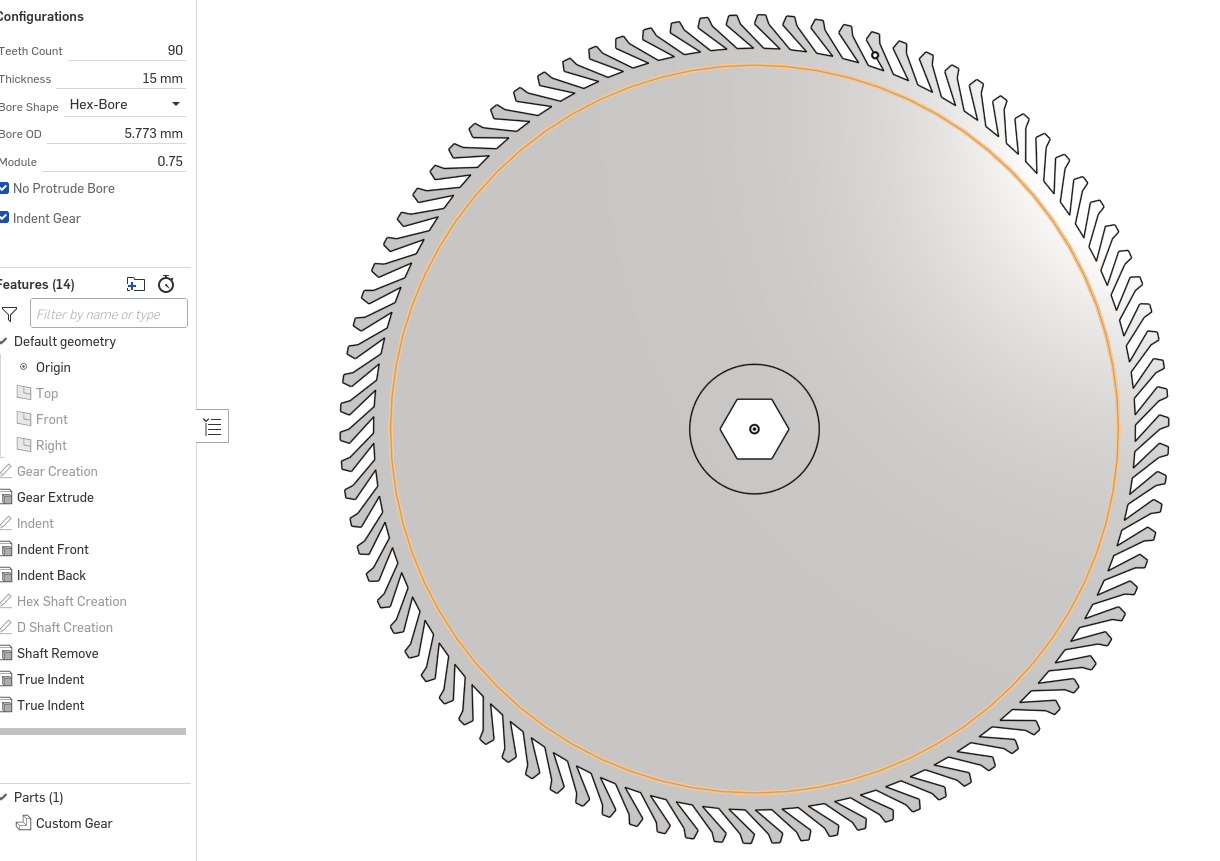 Configurations
Teeth Count 90
Thickness 15 mm
Bore Shape Hex-Bore
Bore OD 5.773 mm
Module 0.75
No Protrude Bore
Indent Gear
Features (14)
Filter by name or type
Default geometry
Origin
Top
Front
Right
Gear Creation
Gear Extrude
Indent
Indent Front
Indent Back
Hex Shaft Creation
D Shaft Creation
Shaft Remove
True Indent
True Indent
Parts (1)
Custom Gear